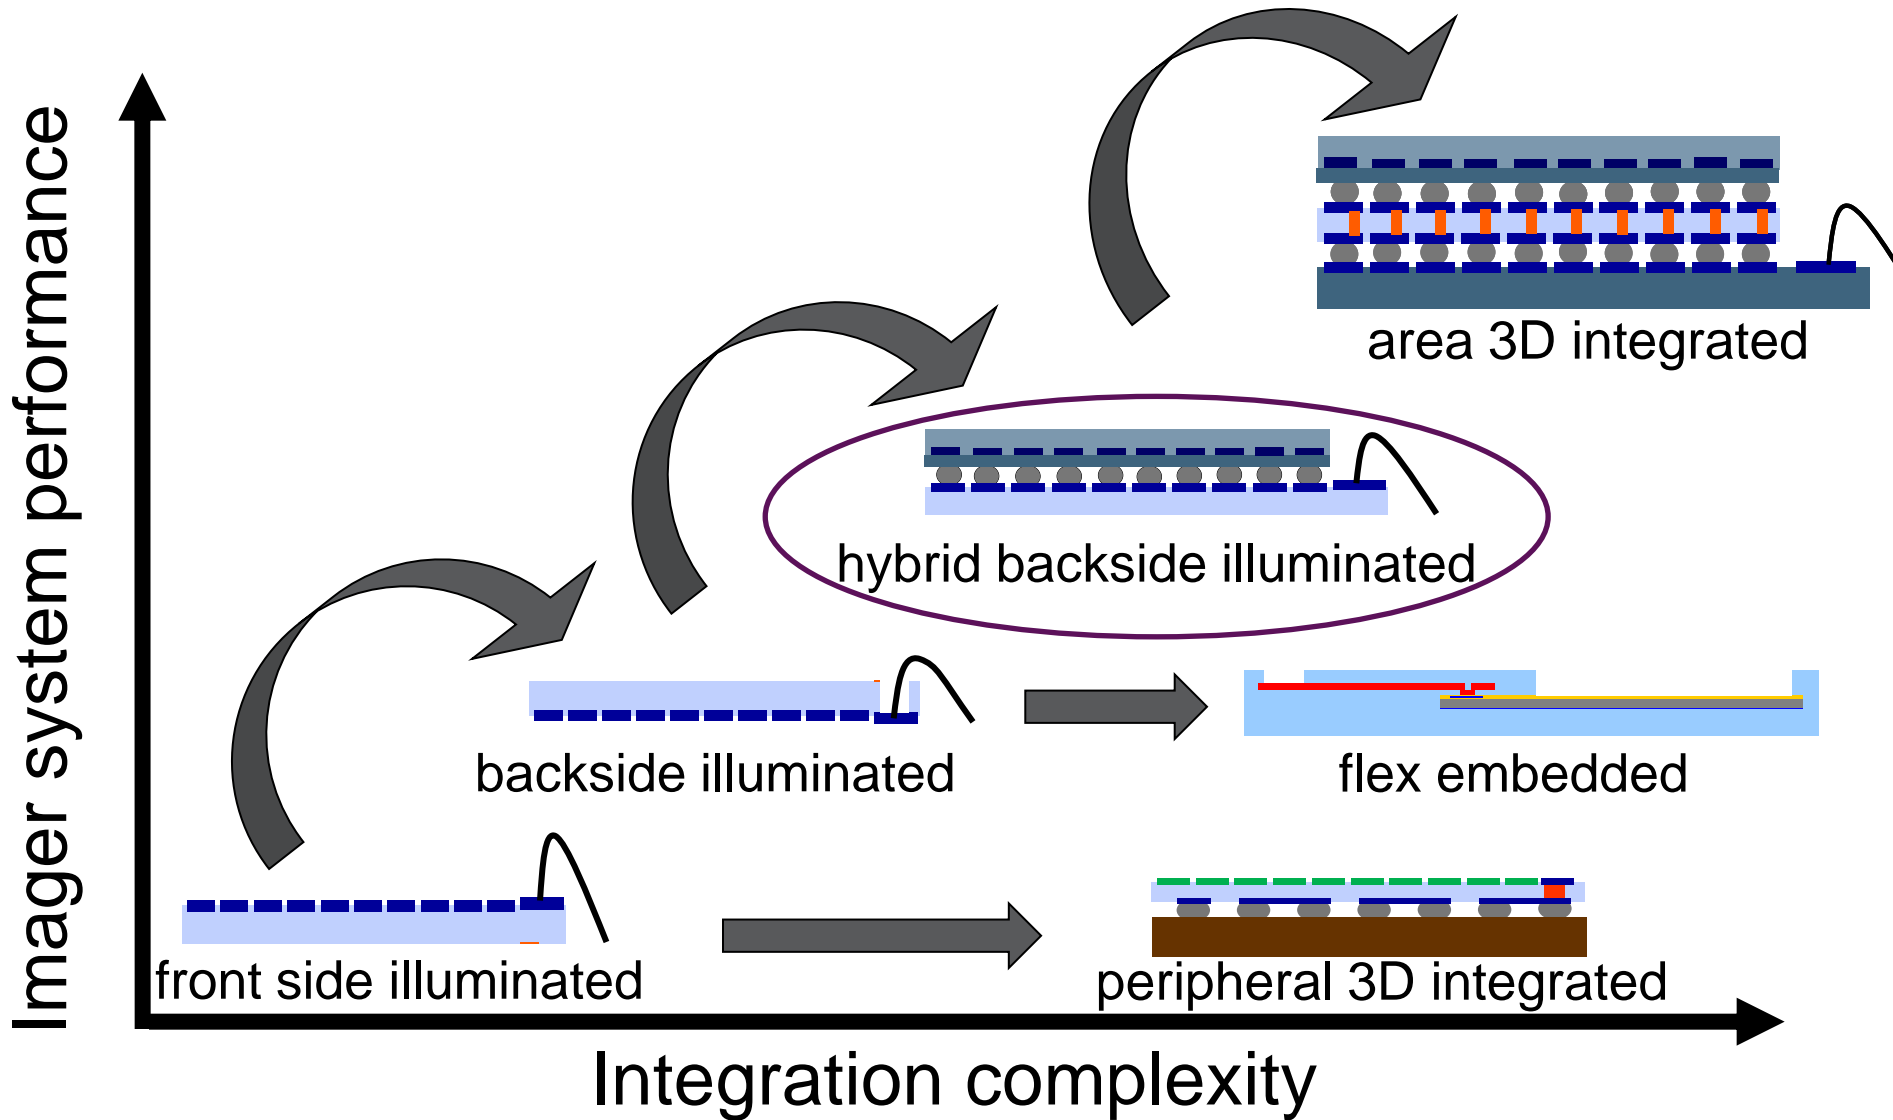 Imager system performance
area 3D integrated
hybrid backside illuminated
backside illuminated
flex embedded
front side illuminated
peripheral 3D integrated
Integration complexity